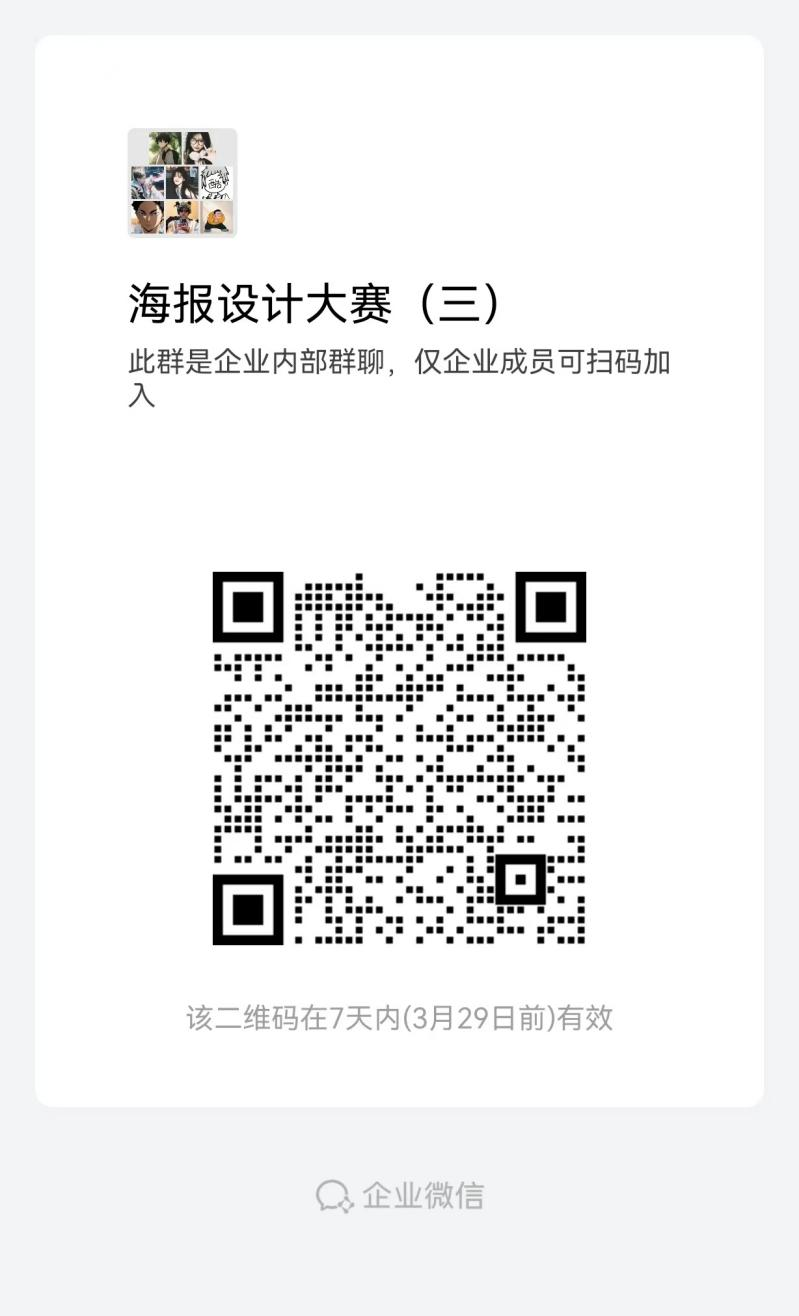 海报设计大赛（三）
此群是企业内部群聊，仅企业成员可扫码加
入
该二维码在7天内(3月29日前)有效
企业微信